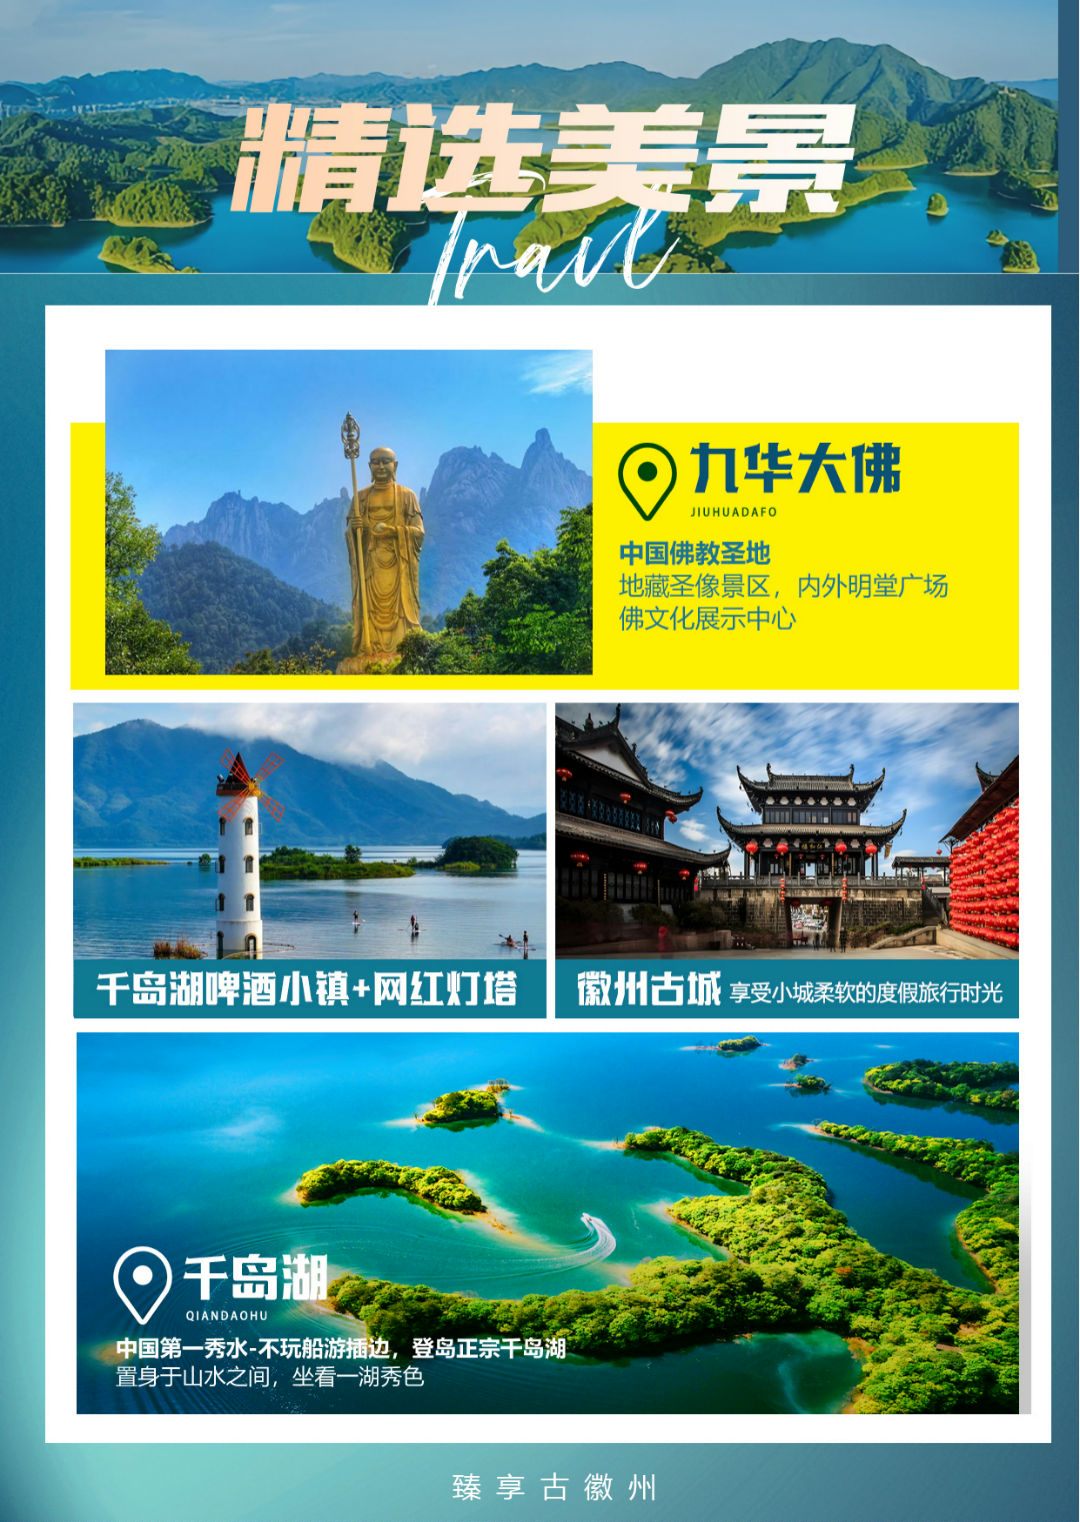 精选美景
Travl
九华大佛
JIUHUADAFO
中国佛教圣地
地藏圣像景区，内外明堂广场
佛文化展示中心
千岛湖啤酒小镇+网红灯塔
徽州古城 享受小城柔软的度假旅行时光
千岛湖
QIANDAOHU
中国第一秀水-不玩船游插边，登岛正宗千岛湖
置身于山水之间，坐看一湖秀色
臻享古徽州